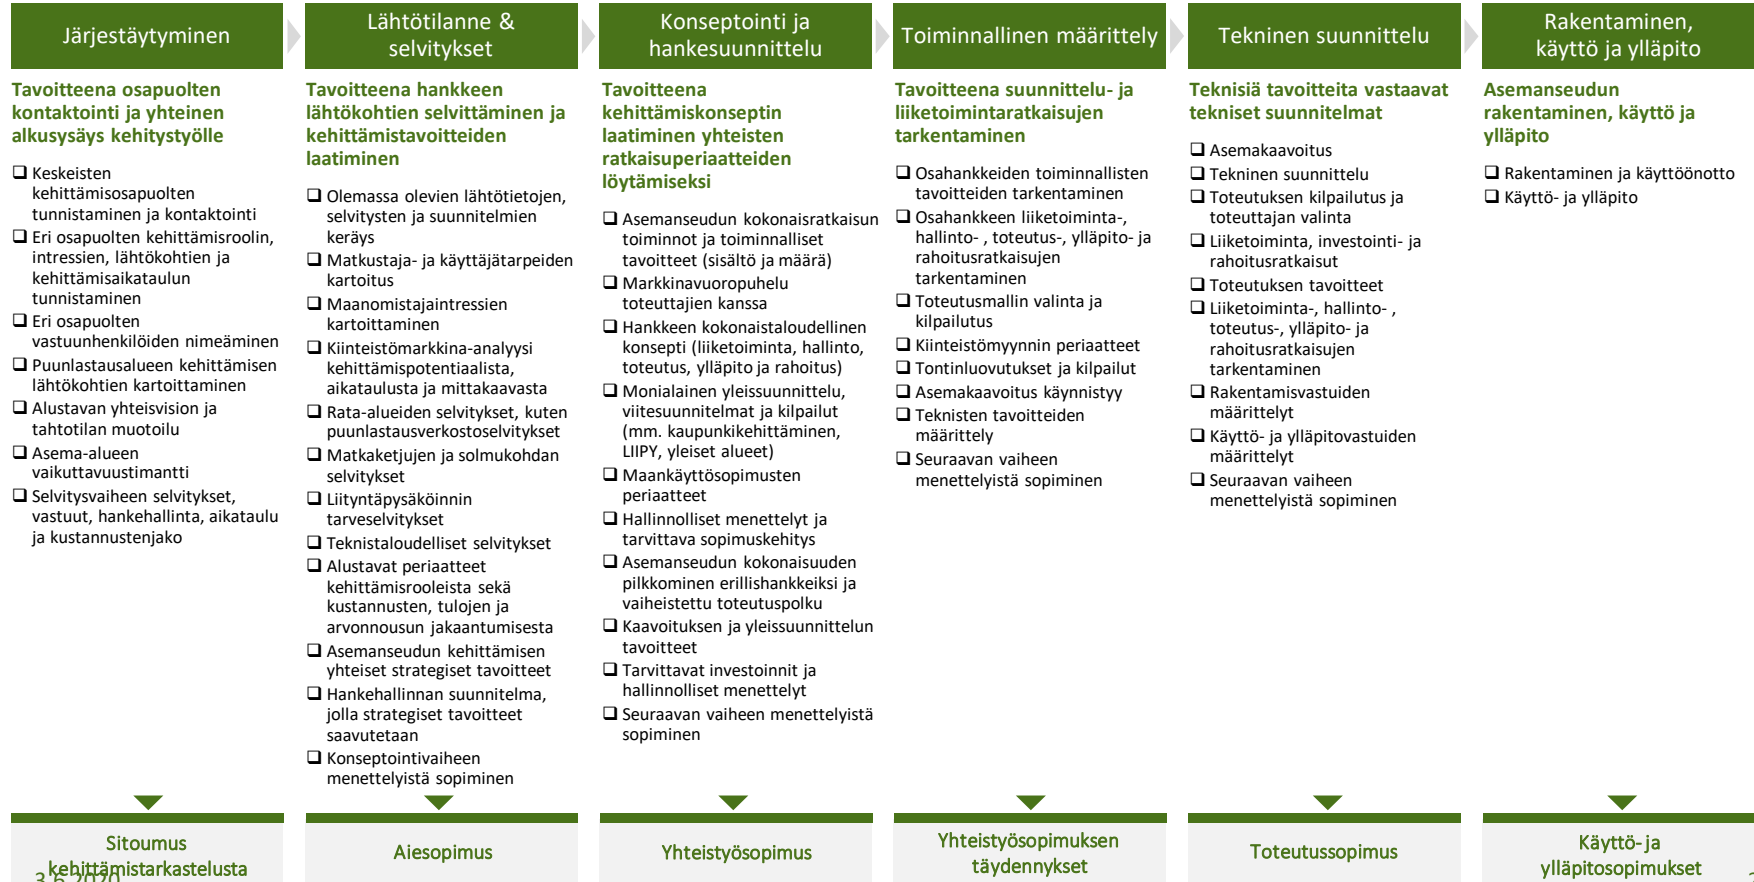 Järjestäytyminen
Tavoitteena osapuolten
kontaktointi ja yhteinen
alkusysäys kehitystyölle
❑ Keskeisten
kehittämisosapuolten
tunnistaminen ja kontaktointi
❑ Eri osapuolten kehittämisroolin,
intressien, lähtökohtien ja
kehittämisaikataulun
tunnistaminen
❑ Eri osapuolten
vastuunhenkilöiden nimeäminen
❑ Puunlastausalueen kehittämisen
lähtökohtien kartoittaminen
❑ Alustavan yhteisvision ja
tahtotilan muotoilu
❑ Asema-alueen
vaikuttavuustimantti
❑ Selvitysvaiheen selvitykset,
vastuut, hankehallinta, aikataulu
ja kustannustenjako
Sitoumus
kehittämistarkastelusta
3.6.2020
Lähtötilanne &
selvitykset
Tavoitteena hankkeen
lähtökohtien selvittäminen ja
kehittämistavoitteiden
laatiminen
❑ Olemassa olevien lähtötietojen,
selvitysten ja suunnitelmien
keräys
❑ Matkustaja- ja käyttäjätarpeiden
kartoitus
❑ Maanomistajaintressien
kartoittaminen
❑ Kiinteistömarkkina-analyysi
kehittämispotentiaalista,
aikataulusta ja mittakaavasta
❑ Rata-alueiden selvitykset, kuten
puunlastausverkostoselvitykset
❑ Matkaketjujen ja solmukohdan
selvitykset
❑ Liityntäpysäköinnin
tarveselvitykset
❑ Teknistaloudelliset selvitykset
❑ Alustavat periaatteet
kehittämisrooleista sekä
kustannusten, tulojen ja
arvonnousun jakaantumisesta
❑ Asemanseudun kehittämisen
yhteiset strategiset tavoitteet
❑ Hankehallinnan suunnitelma,
jolla strategiset tavoitteet
saavutetaan
❑ Konseptointivaiheen
menettelyistä sopiminen
Aiesopimus
Konseptointi ja
hankesuunnittelu
Tavoitteena
kehittämiskonseptin
laatiminen yhteisten
ratkaisuperiaatteiden
löytämiseksi
❑ Asemanseudun kokonaisratkaisun
toiminnot ja toiminnalliset
tavoitteet (sisältö ja määrä)
❑ Markkinavuoropuhelu
toteuttajien kanssa
❑ Hankkeen kokonaistaloudellinen
konsepti (liiketoiminta, hallinto,
toteutus, ylläpito ja rahoitus)
❑ Monialainen yleissuunnittelu,
viitesuunnitelmat ja kilpailut
(mm. kaupunkikehittäminen,
LIIPY, yleiset alueet)
❑ Maankäyttösopimusten
periaatteet
❑ Hallinnolliset menettelyt ja
tarvittava sopimuskehitys
❑ Asemanseudun kokonaisuuden
pilkkominen erillishankkeiksi ja
vaiheistettu toteutuspolku
❑ Kaavoituksen ja yleissuunnittelun
tavoitteet
❑ Tarvittavat investoinnit ja
hallinnolliset menettelyt
❑ Seuraavan vaiheen menettelyistä
sopiminen
Yhteistyösopimus
Toiminnallinen määrittely
Tavoitteena suunnittelu- ja
liiketoimintaratkaisujen
tarkentaminen
❑ Osahankkeiden toiminnallisten
tavoitteiden tarkentaminen
❑ Osahankkeen liiketoiminta-,
hallinto- , toteutus-, ylläpito- ja
rahoitusratkaisujen
tarkentaminen
❑ Toteutusmallin valinta ja
kilpailutus
❑ Kiinteistömyynnin periaatteet
❑ Tontinluovutukset ja kilpailut
❑ Asemakaavoitus käynnistyy
❑ Teknisten tavoitteiden
määrittely
❑ Seuraavan vaiheen
menettelyistä sopiminen
Yhteistyösopimuksen
täydennykset
Tekninen suunnittelu
Teknisiä tavoitteita vastaavat
tekniset suunnitelmat
❑ Asemakaavoitus
❑ Tekninen suunnittelu
❑ Toteutuksen kilpailutus ja
toteuttajan valinta
❑ Liiketoiminta, investointi- ja
rahoitusratkaisut
❑ Toteutuksen tavoitteet
❑ Liiketoiminta-, hallinto- ,
toteutus-, ylläpito- ja
rahoitusratkaisujen
tarkentaminen
❑ Rakentamisvastuiden
määrittelyt
❑ Käyttö- ja ylläpitovastuiden
määrittelyt
❑ Seuraavan vaiheen
menettelyistä sopiminen
Toteutussopimus
Rakentaminen,
käyttö ja ylläpito
Asemanseudun
rakentaminen, käyttö ja
ylläpito
❑ Rakentaminen ja käyttöönotto
❑ Käyttö- ja ylläpito
Käyttö- ja
ylläpitosopimukset